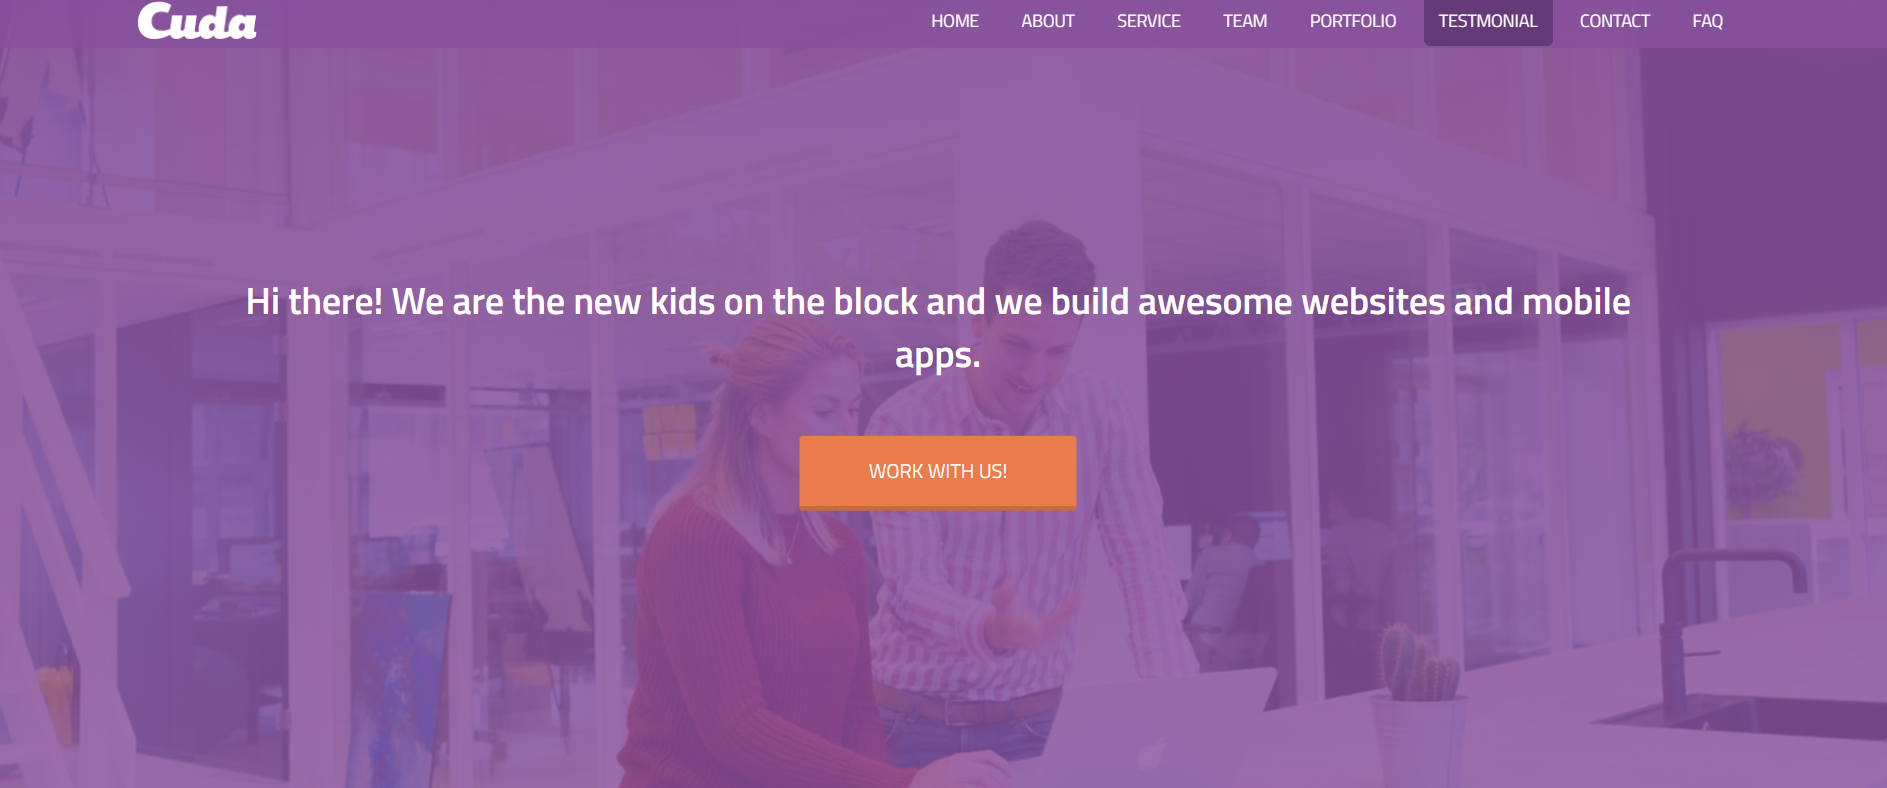 Cuda
HOME ABOUT SERVICE TEAM PORTFOLIO TESTMONIAL CONTACT FAQ
Hi there! We are the new kids on the block and we build awesome websites and mobile
apps.
WORK WITH US!